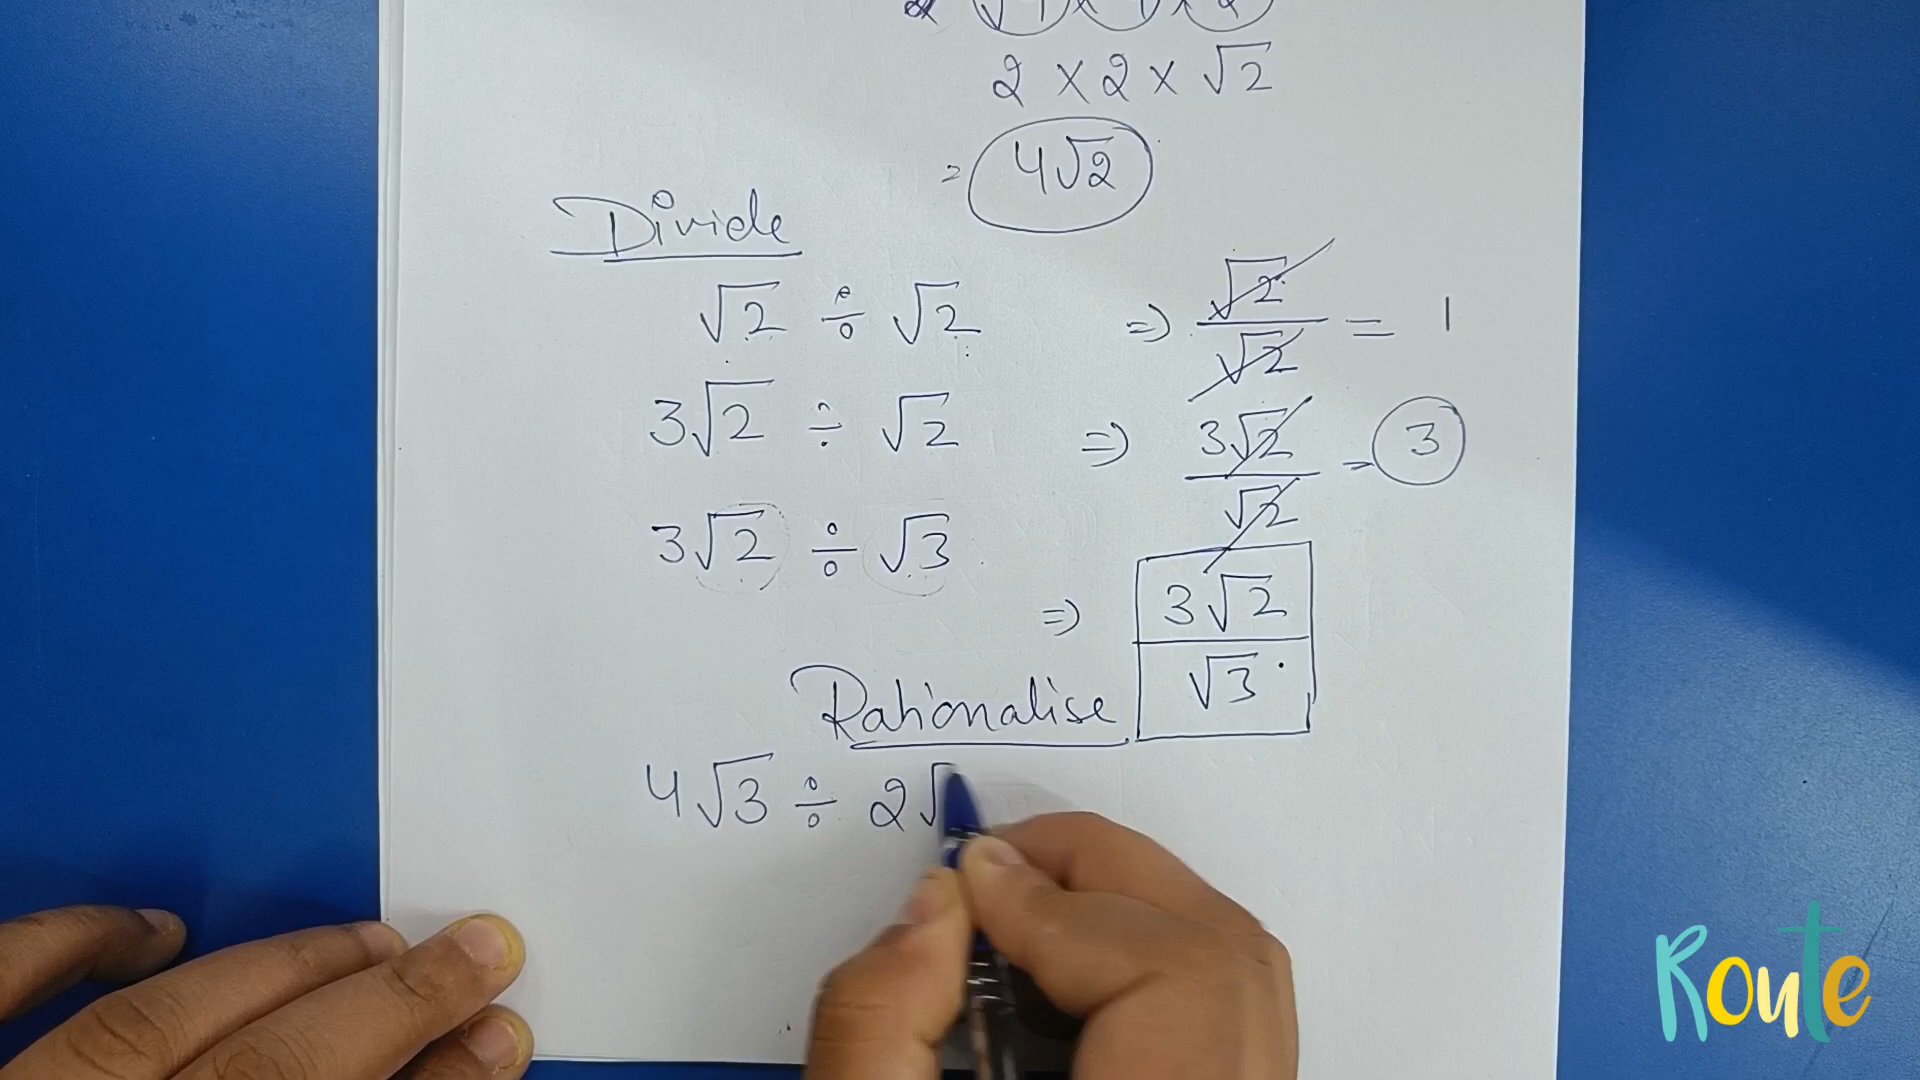 2 × 2 × √2
= 4√2
Divide
√2 ÷ √2 => √2/√2 = 1
3√2 ÷ √2 => 3√2/√2 = 3
3√2 ÷ √3
=> 3√2/√3
Rationalise
4√3 ÷ 2√
Route